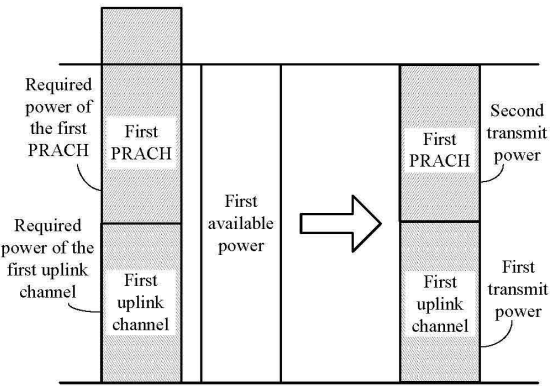 Required
power of
the first
PRACH
First
PRACH
Required
power of the
first uplink
channel
First
uplink
channel
First
available
power
First
PRACH
Second
transmit
power
First
uplink
channel
First
transmit
power